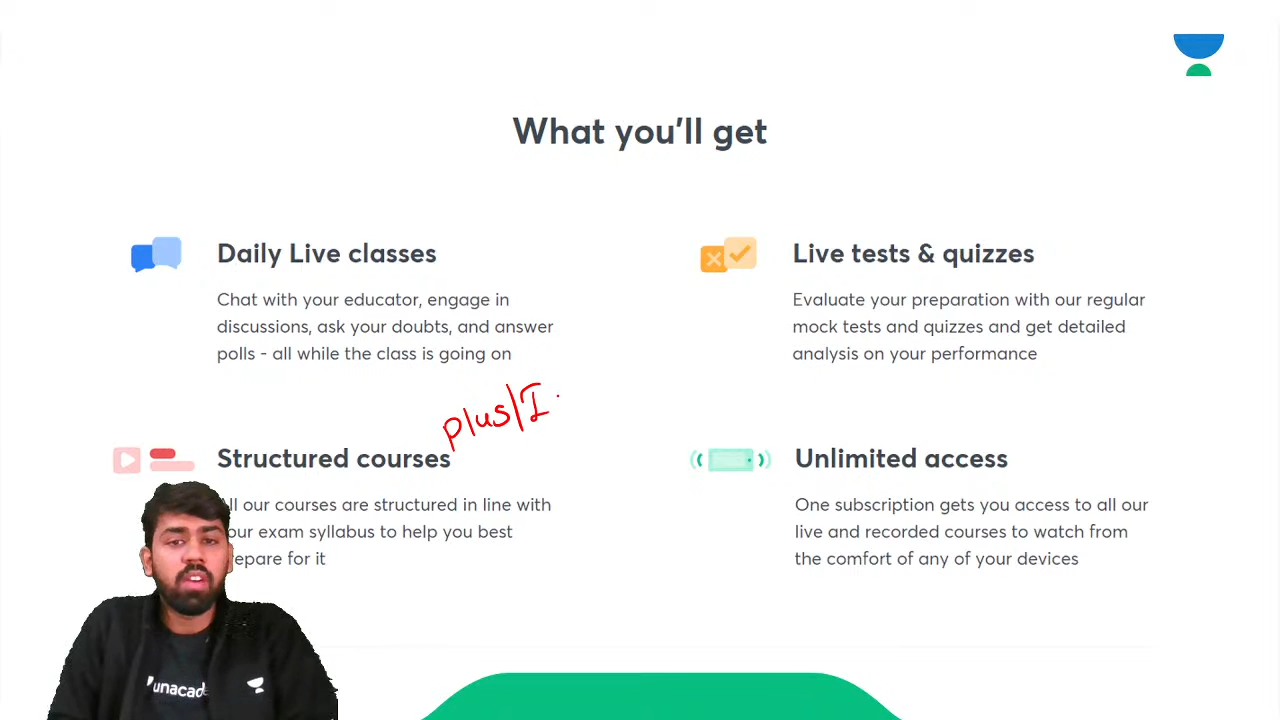 What you'll get
Daily Live classes
Chat with your educator, engage in
discussions, ask your doubts, and answer
polls - all while the class is going on
Live tests & quizzes
Evaluate your preparation with our regular
mock tests and quizzes and get detailed
analysis on your performance
plus/I.
Structured courses
All our courses are structured in line with
your exam syllabus to help you best
prepare for it
Unlimited access
One subscription gets you access to all our
live and recorded courses to watch from
the comfort of any of your devices
unacade